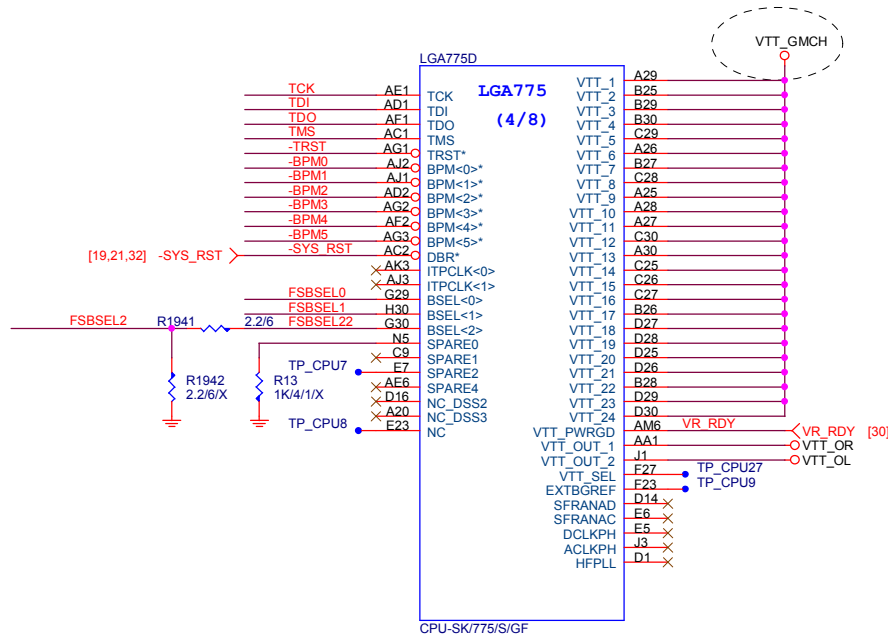 VTT_GMCH
LGA775D
LGA775
(4/8)
TCK AE1 TCK
TDI AD1 TDI
TDO AF1 TDO
TMS AC1 TMS
-TRST AG1 TRST*
-BPM0 AJ2 BPM<0>*
-BPM1 AJ1 BPM<1>*
-BPM2 AD2 BPM<2>*
-BPM3 AG2 BPM<3>*
-BPM4 AF2 BPM<4>*
-BPM5 AG3 BPM<5>*
[19,21,32] -SYS_RST -SYS_RST AC2 DBR*
AK3 ITPCLK<0>
AJ3 ITPCLK<1>
FSBSEL0 G29 BSEL<0>
FSBSEL1 H30 BSEL<1>
FSBSEL2 R1941 2.2/6 FSBSEL22 G30 BSEL<2>
N5 SPARE0
C9 SPARE1
TP_CPU7 E7 SPARE2
R1942
2.2/6/X
R13
1K/4/1/X
AE6 SPARE4
D16 NC_DSS2
A20 NC_DSS3
TP_CPU8 E23 NC
VTT_1 A29
VTT_2 B25
VTT_3 B29
VTT_4 B30
VTT_5 C29
VTT_6 A26
VTT_7 B27
VTT_8 C28
VTT_9 A25
VTT_10 A28
VTT_11 A27
VTT_12 C30
VTT_13 A30
VTT_14 C25
VTT_15 C26
VTT_16 C27
VTT_17 B26
VTT_18 D27
VTT_19 D28
VTT_20 D25
VTT_21 D26
VTT_22 B28
VTT_23 D29
VTT_24 D30
VTT_PWRGD AM6 VR_RDY VR_RDY [30]
VTT_OUT_1 AA1 VTT_OR
VTT_OUT_2 J1 VTT_OL
VTT_SEL F27 TP_CPU27
EXTBGREF F23 TP_CPU9
SFRANAD D14
SFRANAC E6
DCLKPH E5
ACLKPH J3
HFPLL D1
CPU-SK/775/S/GF